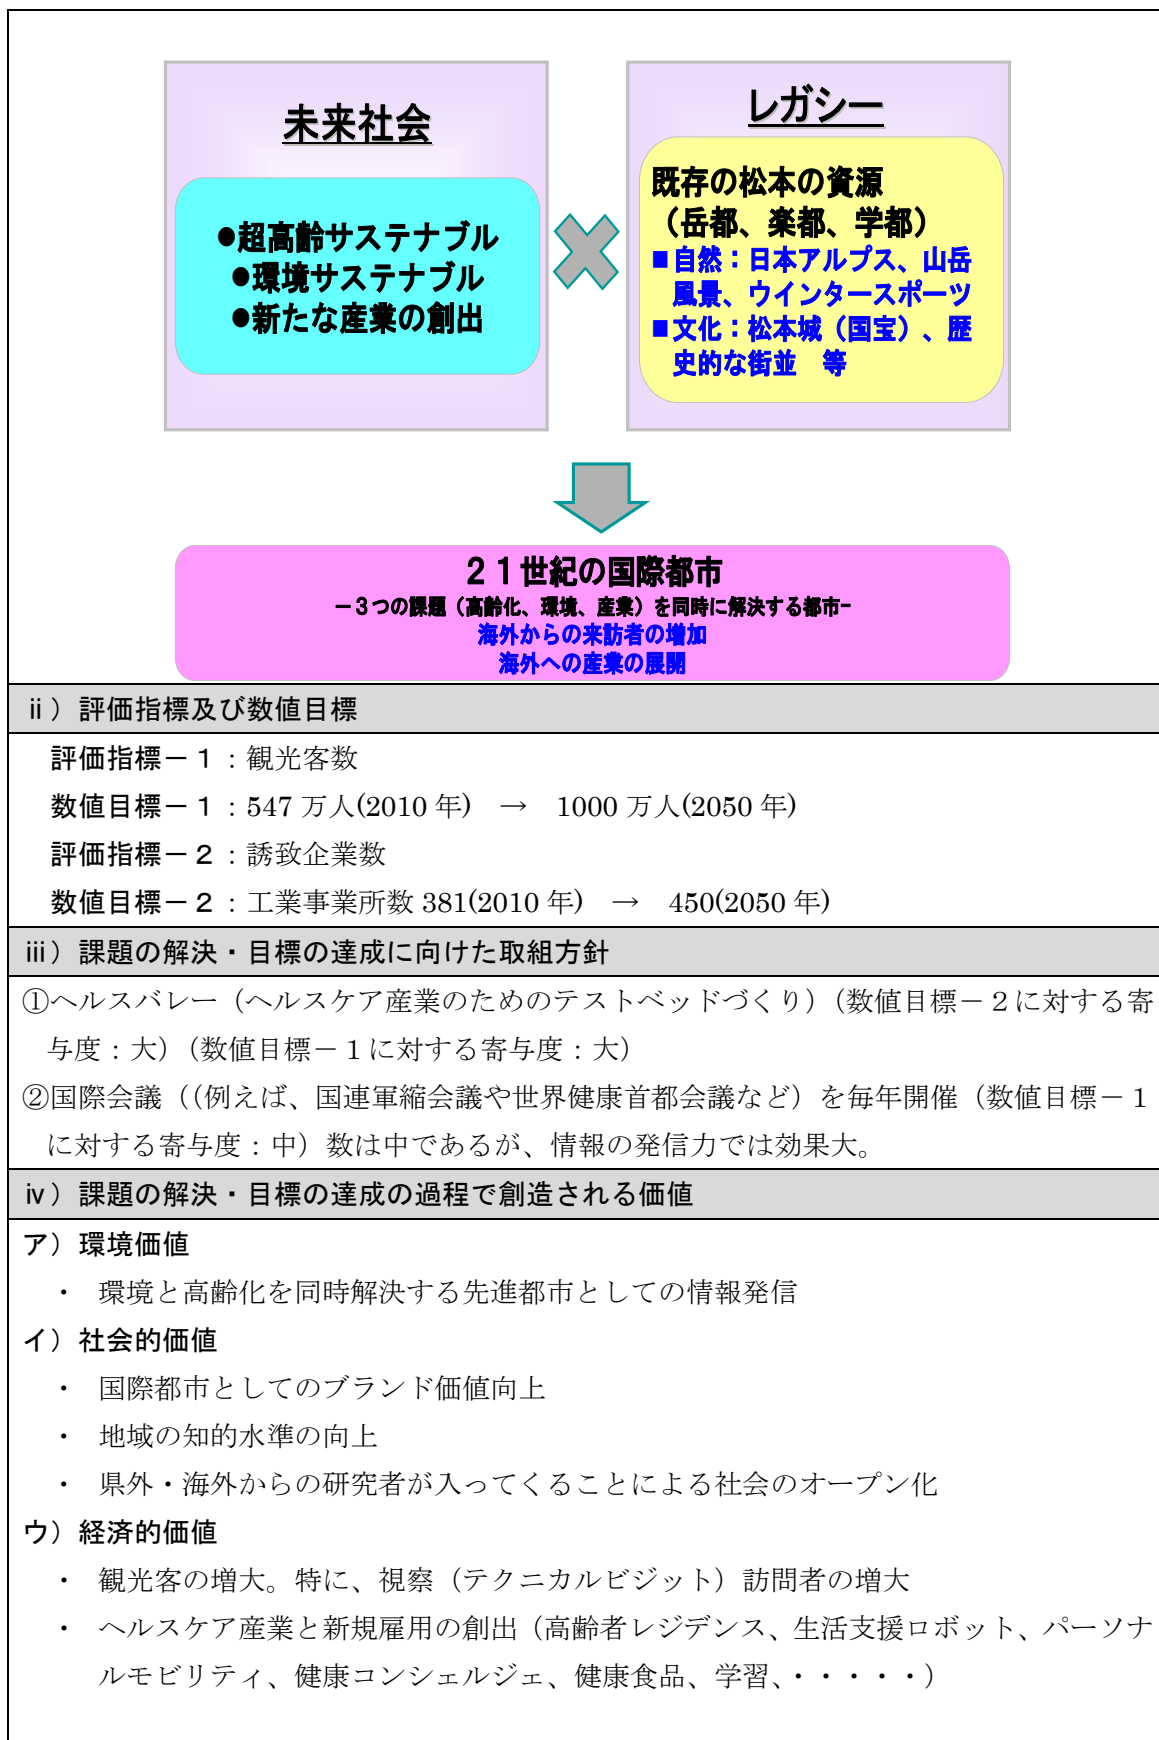 未来社会
●超高齢サステナブル
●環境サステナブル
●新たな産業の創出
レガシー
既存の松本の資源
（岳都、楽都、学都）
■自然：日本アルプス、山岳
風景、ウインタースポーツ
■文化：松本城（国宝）、歴
史的な街並　等
２１世紀の国際都市
－３つの課題（高齢化、環境、産業）を同時に解決する都市－
海外からの来訪者の増加
海外への産業の展開
ⅱ）評価指標及び数値目標
評価指標－１：観光客数
数値目標－１：547 万人(2010 年)　→　1000 万人(2050 年)
評価指標－２：誘致企業数
数値目標－２：工業事業所数 381(2010 年)　→　450(2050 年)
ⅲ）課題の解決・目標の達成に向けた取組方針
①ヘルスバレー（ヘルスケア産業のためのテストベッドづくり）（数値目標－２に対する寄
与度：大）（数値目標－１に対する寄与度：大）
②国際会議（(例えば、国連軍縮会議や世界健康首都会議など）を毎年開催（数値目標－１
に対する寄与度：中）数は中であるが、情報の発信力では効果大。
ⅳ）課題の解決・目標の達成の過程で創造される価値
ア）環境価値
・　環境と高齢化を同時解決する先進都市としての情報発信
イ）社会的価値
・　国際都市としてのブランド価値向上
・　地域の知的水準の向上
・　県外・海外からの研究者が入ってくることによる社会のオープン化
ウ）経済的価値
・　観光客の増大。特に、視察（テクニカルビジット）訪問者の増大
・　ヘルスケア産業と新規雇用の創出（高齢者レジデンス、生活支援ロボット、パーソナ
ルモビリティ、健康コンシェルジェ、健康食品、学習、・・・・・）